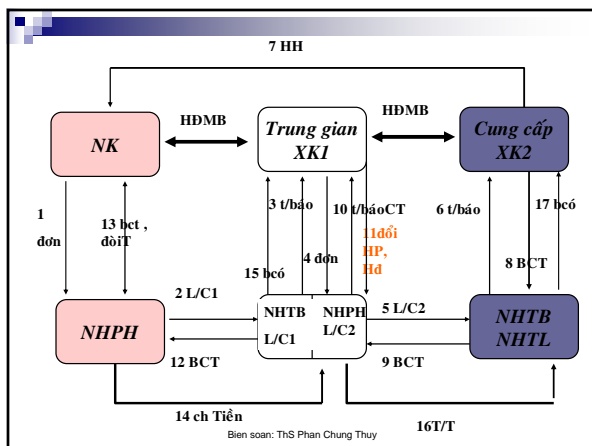 7 HH
HĐMB
HĐMB
NK
Trung gian
XK1
Cung cấp
XK2
1
đơn
13 bct ,
đòiT
3 t/báo
10 t/báoCT
6 t/báo
17 bcó
11đổi
HP,
Hđ
4 đơn
15 bcó
8 BCT
2 L/C1
5 L/C2
NHPH
NHTB
L/C1
NHPH
L/C2
NHTB
NHTL
12 BCT
9 BCT
14 ch Tiền
16T/T
Bien soan: ThS Phan Chung Thuy